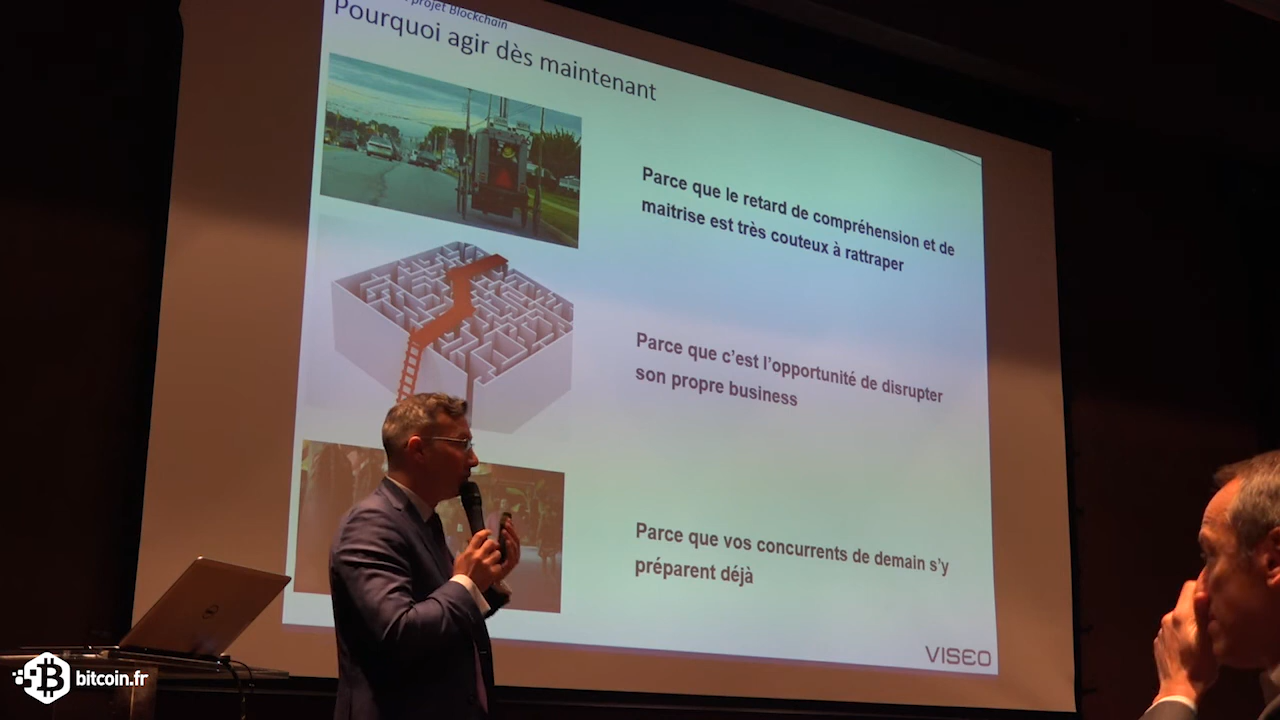 projet Blockchain
Pourquoi agir dès maintenant
Parce que le retard de compréhension et de
maitrise est très couteux à rattraper
Parce que c'est l'opportunité de disrupter
son propre business
Parce que vos concurrents de demain s'y
préparent déjà
VISEO
DELL
bitcoin.fr